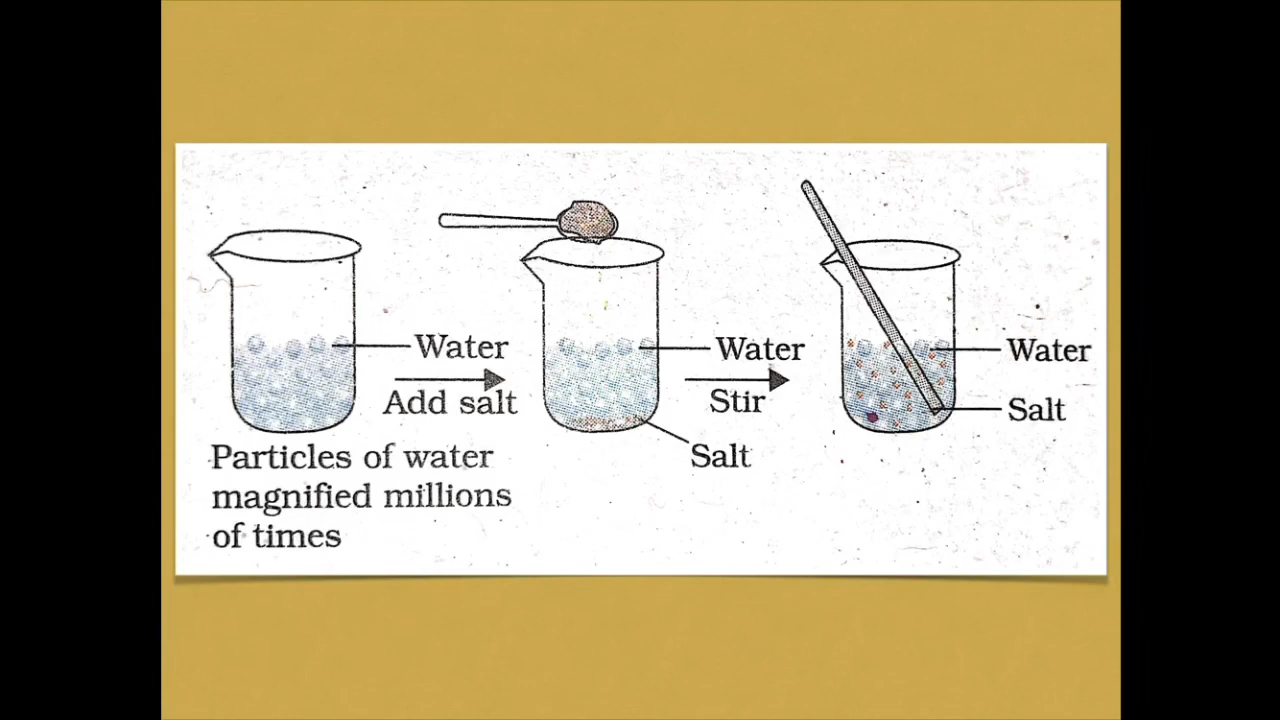 Water
Add salt
Particles of water
magnified millions
of times
Water
Stir
Salt
Water
Salt